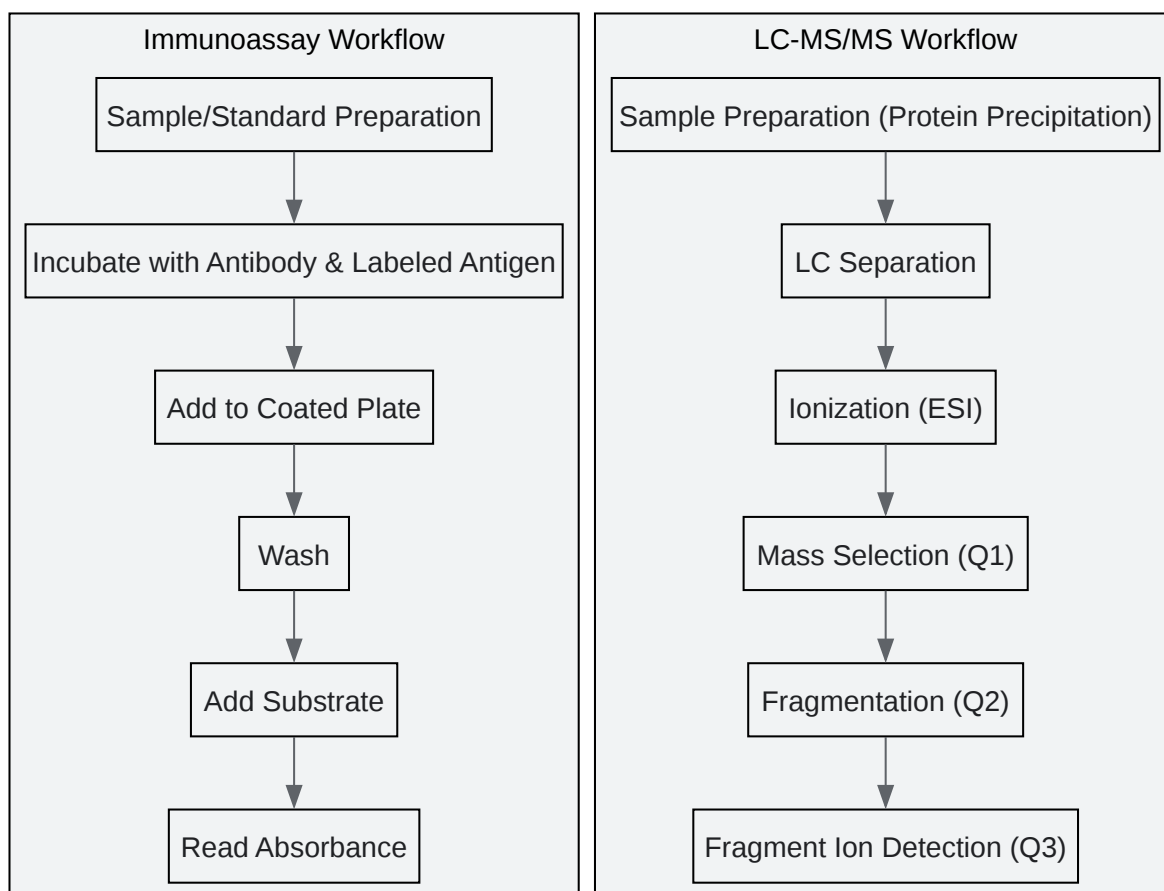 Immunoassay Workflow
Sample/Standard Preparation
Incubate with Antibody & Labeled Antigen
Add to Coated Plate
Wash
Add Substrate
Read Absorbance
LC-MS/MS Workflow
Sample Preparation (Protein Precipitation)
LC Separation
Ionization (ESI)
Mass Selection (Q1)
Fragmentation (Q2)
Fragment Ion Detection (Q3)